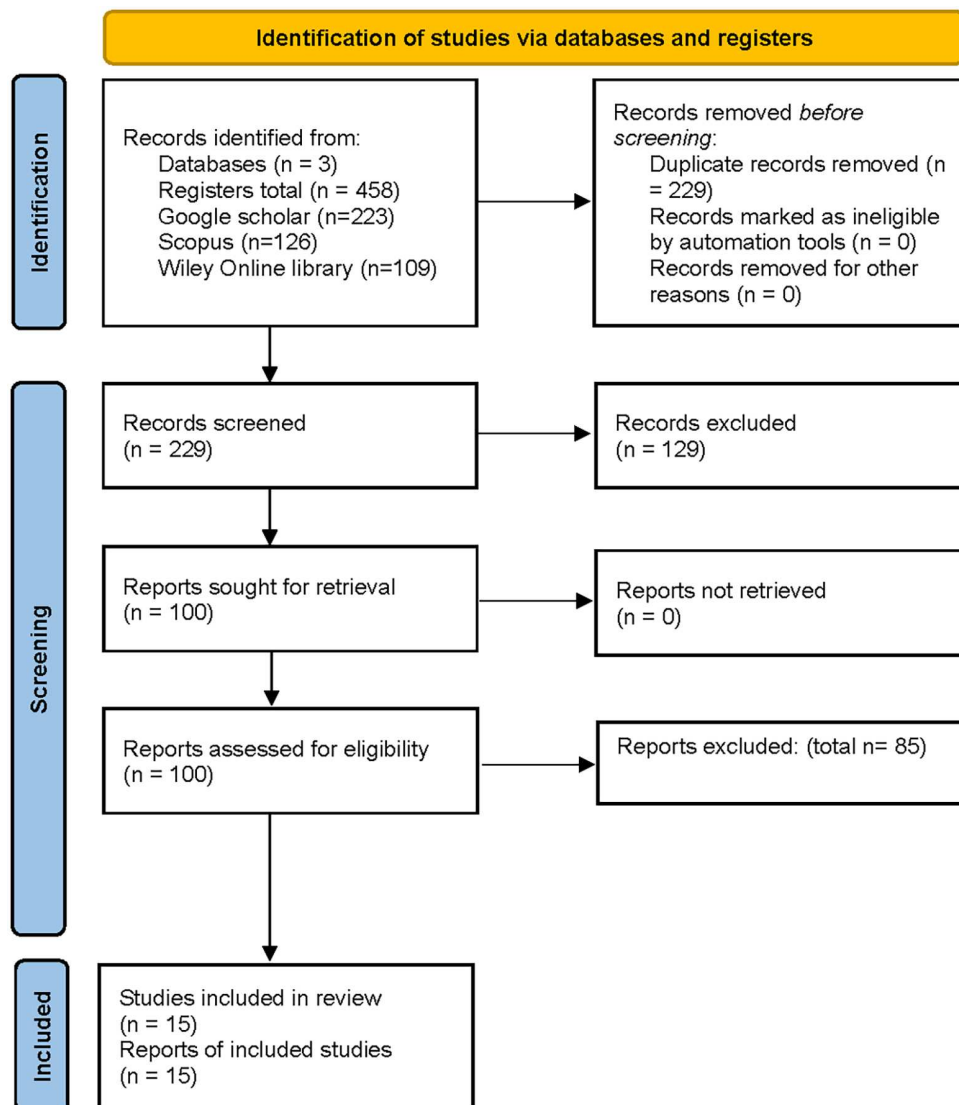 Identification of studies via databases and registers
Identification
Records identified from:
Databases (n = 3)
Registers total (n = 458)
Google scholar (n=223)
Scopus (n=126)
Wiley Online library (n=109)
Records removed before
screening:
Duplicate records removed (n
= 229)
Records marked as ineligible
by automation tools (n = 0)
Records removed for other
reasons (n = 0)
Screening
Records screened
(n = 229)
Records excluded
(n = 129)
Reports sought for retrieval
(n = 100)
Reports not retrieved
(n = 0)
Reports assessed for eligibility
(n = 100)
Reports excluded: (total n= 85)
Included
Studies included in review
(n = 15)
Reports of included studies
(n = 15)